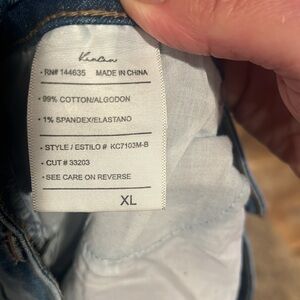 KanCan
· RN# 144635 MADE IN CHINA
· 99% COTTON/ALGODON
· 1% SPANDEX/ELASTANO
· STYLE / ESTILO # KC7103M-B
· CUT # 33203
· SEE CARE ON REVERSE
XL